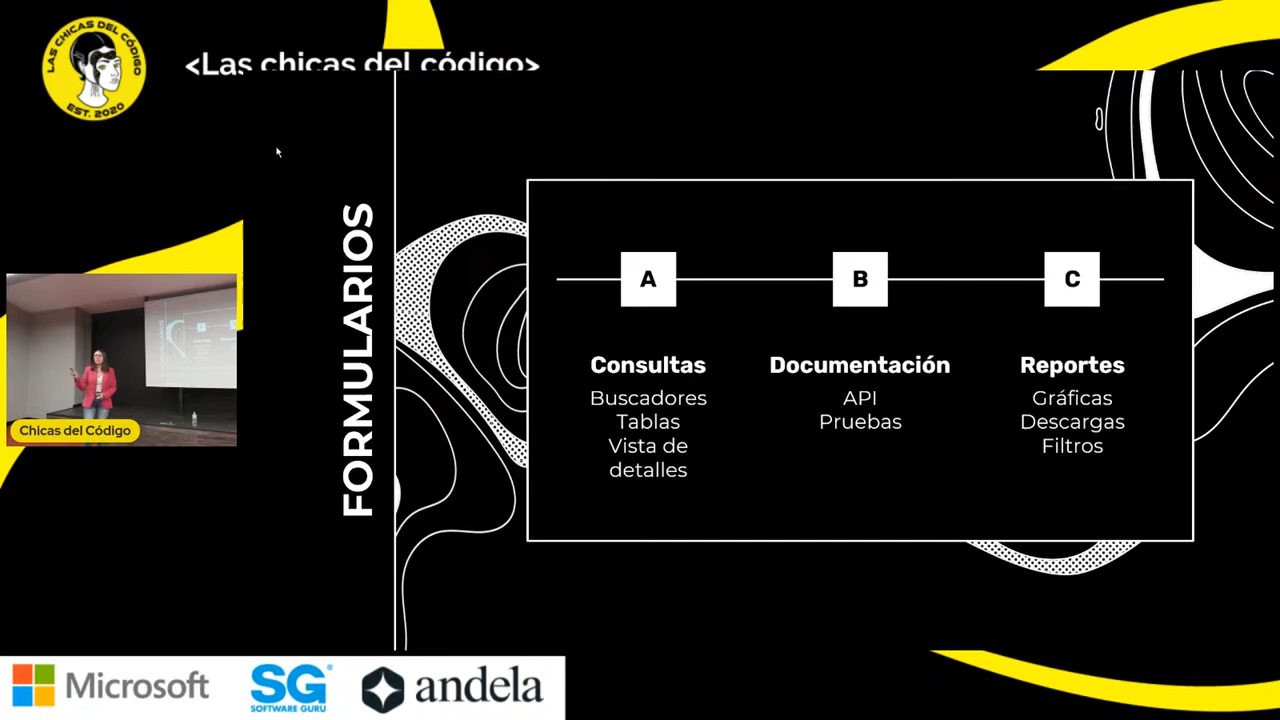 LAS CHICAS DEL CÓDIGO
EST. 2020
<Las chicas del código>
FORMULARIOS
A
B
C
Consultas
Buscadores
Tablas
Vista de
detalles
Documentación
API
Pruebas
Reportes
Gráficas
Descargas
Filtros
Chicas del Código
Microsoft
SG
SOFTWARE GURU
andela